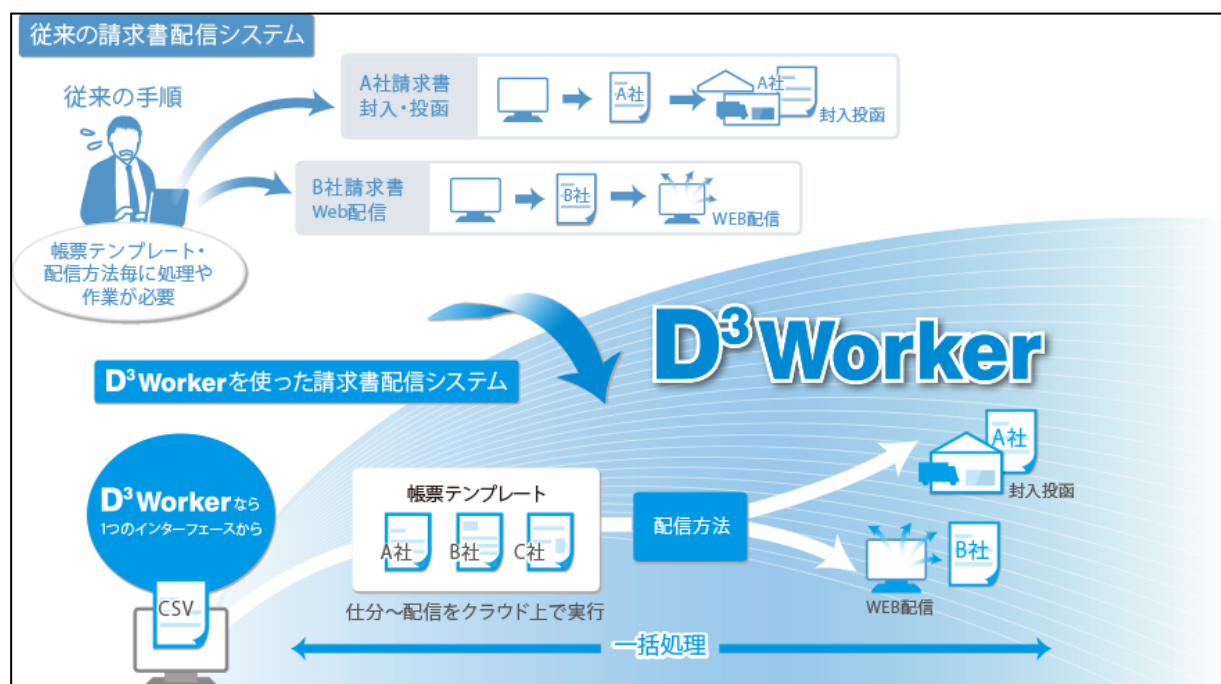 従来の請求書配信システム
従来の手順
A社請求書
封入・投函
A社
A社
封入投函
B社請求書
Web配信
B社
WEB配信
帳票テンプレート・
配信方法毎に処理や
作業が必要
D³ Worker
D³ Workerを使った請求書配信システム
D³ Workerなら
1つのインターフェースから
CSV
帳票テンプレート
A社 B社 C社
仕分～配信をクラウド上で実行
配信方法
A社
封入投函
B社
WEB配信
一括処理